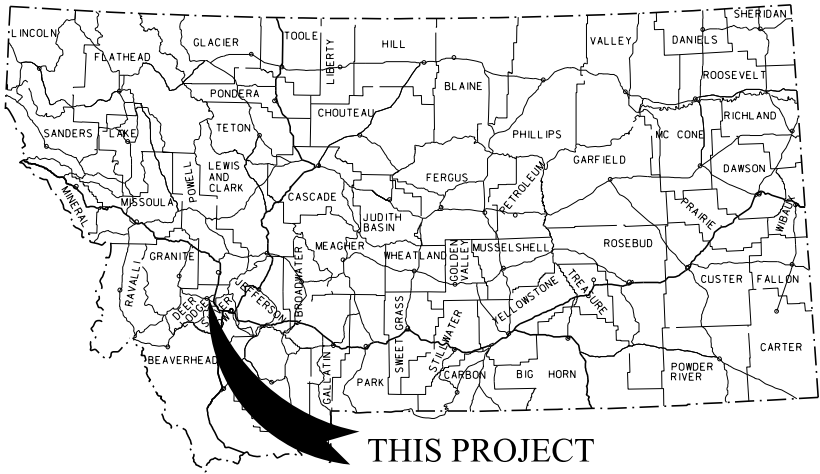 SHERIDAN
LINCOLN
TOOLE
GLACIER
HILL
VALLEY
DANIELS
LIBERTY
FLATHEAD
ROOSEVELT
BLAINE
PONDERA
CHOUTEAU
RICHLAND
TETON
SANDERS
LAKE
PHILLIPS
MC CONE
GARFIELD
LEWIS
AND
CLARK
POWELL
DAWSON
FERGUS
PETROLEUM
CASCADE
MINERAL
MISSOULA
JUDITH
BASIN
PRAIRIE
WIBAUX
MEAGHER
WHEATLAND
GOLDEN
VALLEY
MUSSELSHELL
ROSEBUD
GRANITE
RAVALLI
BROADWATER
CUSTER
FALLON
TREASURE
YELLOWSTONE
JEFFERSON
DEER
LODGE
SWEET GRASS
STILLWATER
CARTER
BEAVERHEAD
GALLATIN
PARK
CARBON
BIG HORN
POWDER
RIVER
THIS PROJECT